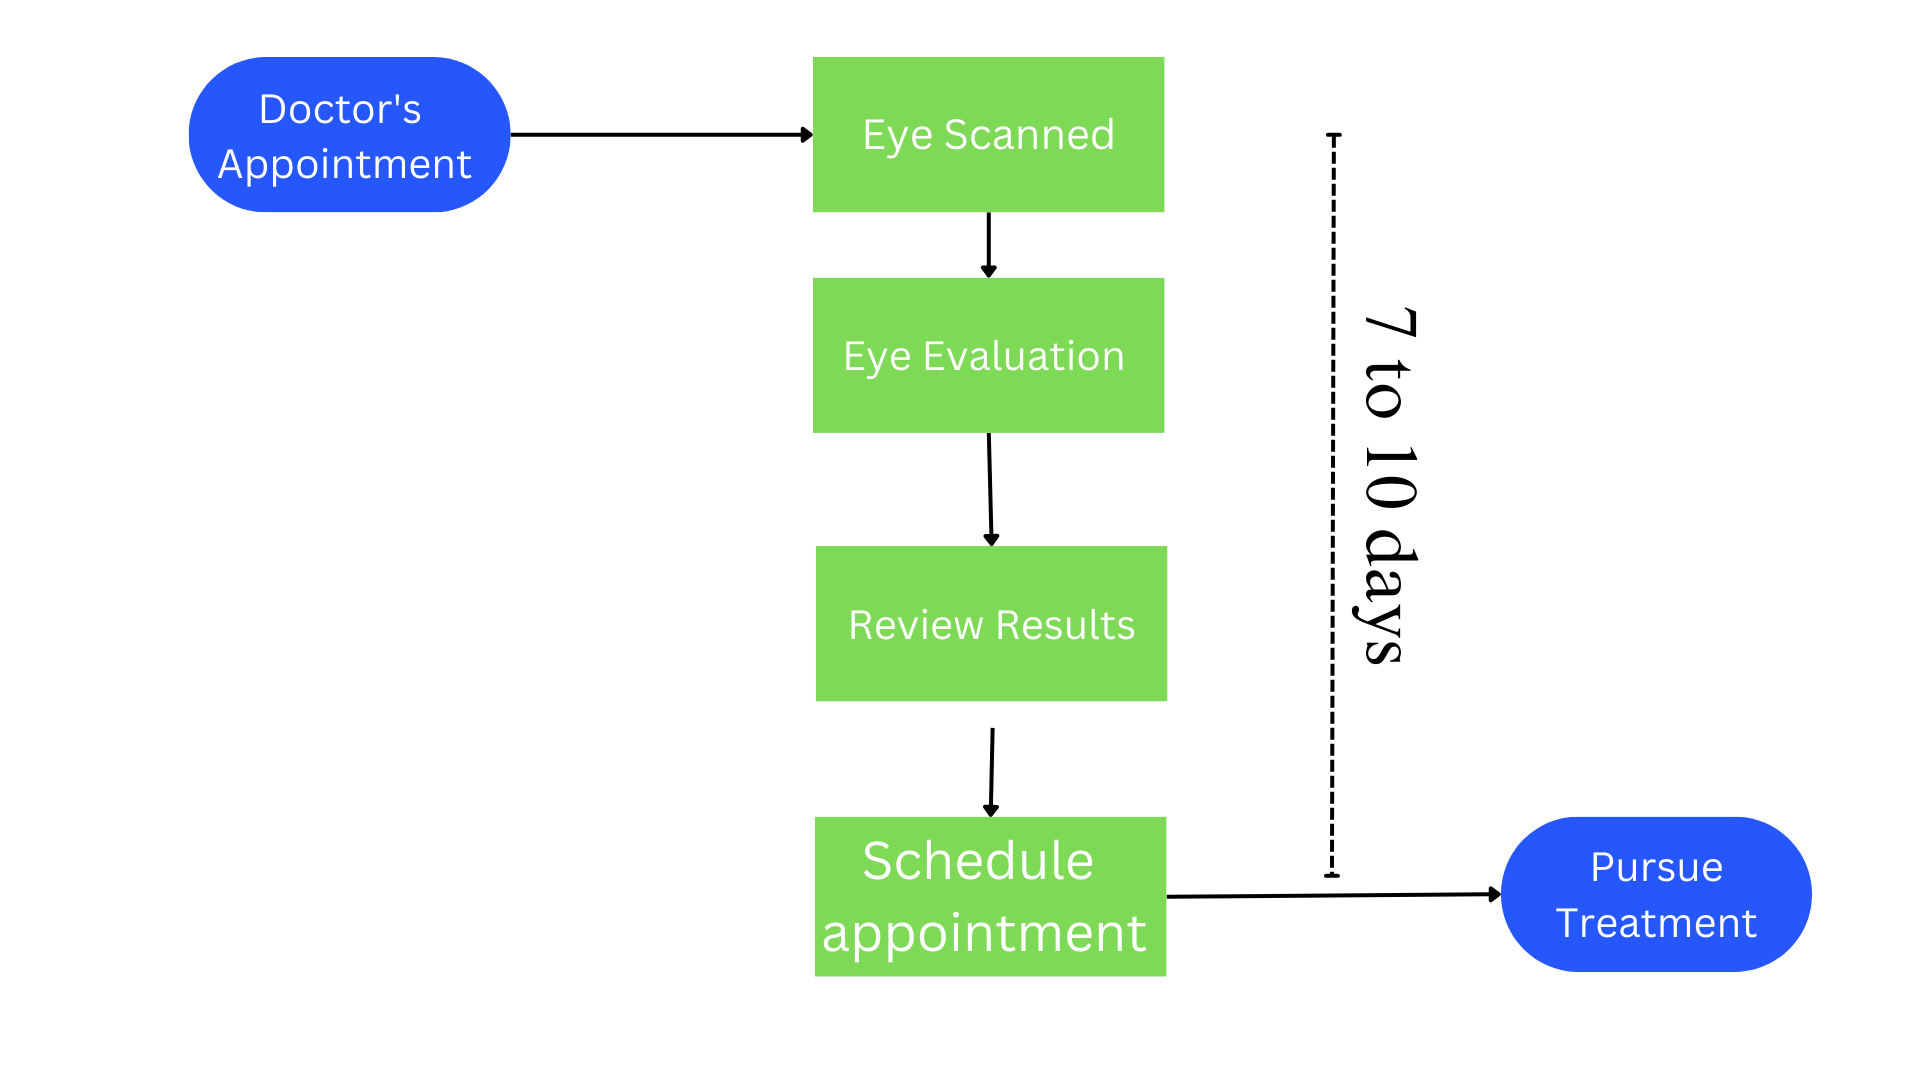 Doctor's
Appointment
Eye Scanned
Eye Evaluation
Review Results
Schedule
appointment
7 to 10 days
Pursue
Treatment